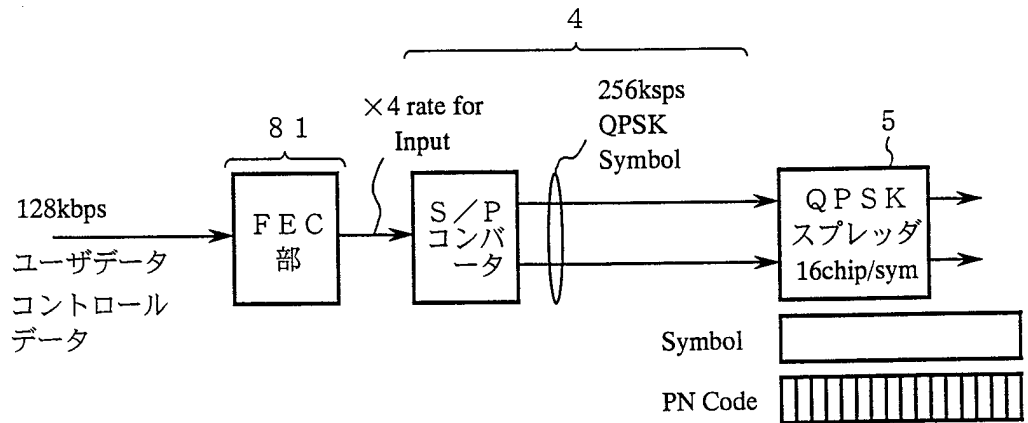 4
256ksps
QPSK
Symbol
×4 rate for
Input
８１
5
128kbps
ＦＥＣ
部
Ｓ／Ｐ
コンバ
ータ
ＱＰＳＫ
スプレッダ
16chip/sym
ユーザデータ
コントロール
データ
Symbol
PN Code